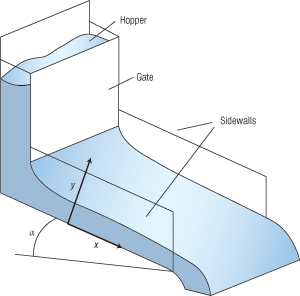 Hopper
Gate
Sidewalls
y
α
x